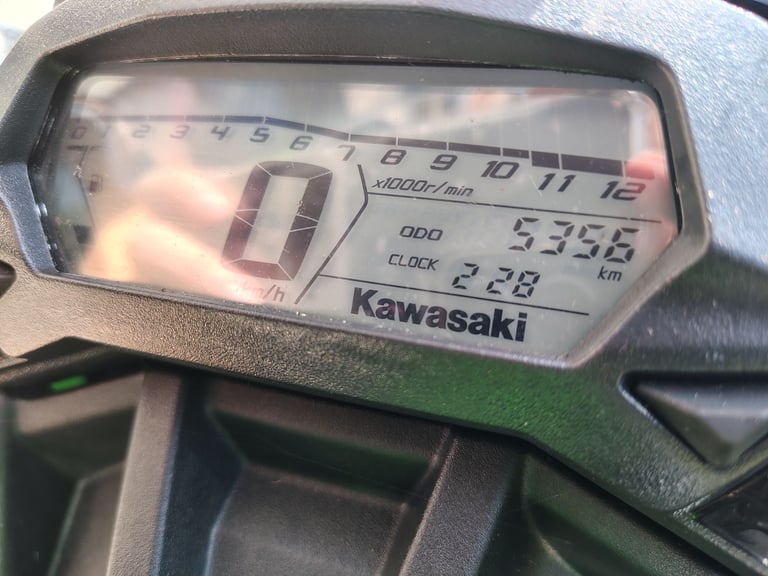 0 1 2 3 4 5 6 7 8 9 10 11 12
x1000r/min
0
km/h
ODO 5356 km
CLOCK 2:28
Kawasaki